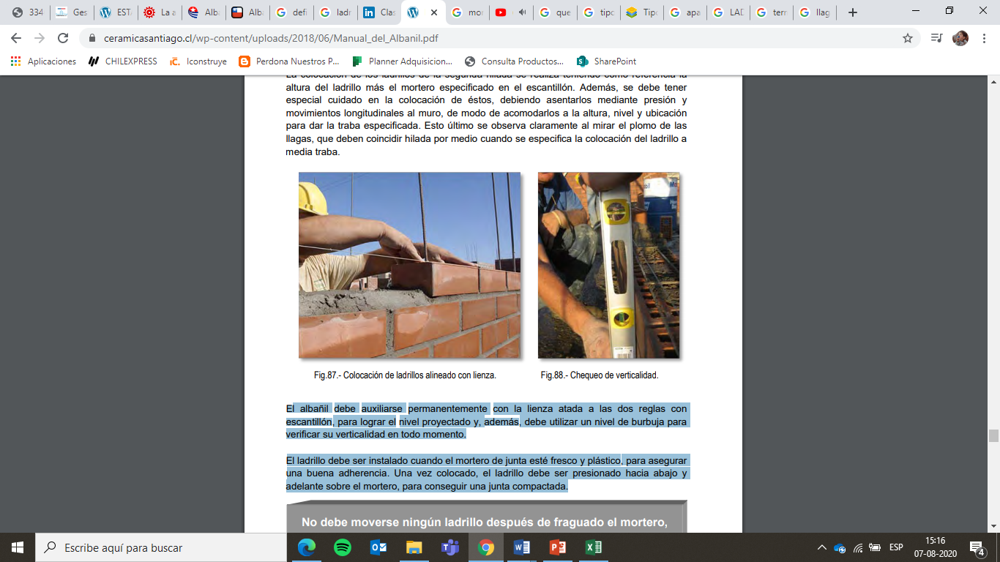 334
Ges
ESTA
La a
Alba
Alba
defi
ladr
Clas
mor
que
tipo
Tipo
apa
LAD
terr
llag
ceramicasantiago.cl/wp-content/uploads/2018/06/Manual_del_Albanil.pdf
Aplicaciones CHILEXPRESS Iconstruye Perdona Nuestros P... Planner Adquisicion... Consulta Productos... SharePoint
La colocación de los ladrillos de la segunda hilada se realiza teniendo como referencia la
altura del ladrillo más el mortero especificado en el escantillón. Además, se debe tener
especial cuidado en la colocación de éstos, debiendo asentarlos mediante presión y
movimientos longitudinales al muro, de modo de acomodarlos a la altura, nivel y ubicación
para dar la traba especificada. Esto último se observa claramente al mirar el plomo de las
llagas, que deben coincidir hilada por medio cuando se especifica la colocación del ladrillo a
media traba.
Fig.87.- Colocación de ladrillos alineado con lienza.
Fig.88.- Chequeo de verticalidad.
El albañil debe auxiliarse permanentemente con la lienza atada a las dos reglas con
escantillón, para lograr el nivel proyectado y, además, debe utilizar un nivel de burbuja para
verificar su verticalidad en todo momento.
El ladrillo debe ser instalado cuando el mortero de junta esté fresco y plástico, para asegurar
una buena adherencia. Una vez colocado, el ladrillo debe ser presionado hacia abajo y
adelante sobre el mortero, para conseguir una junta compactada.
No debe moverse ningún ladrillo después de fraguado el mortero,
Escribe aquí para buscar
ESP
15:16
07-08-2020
4